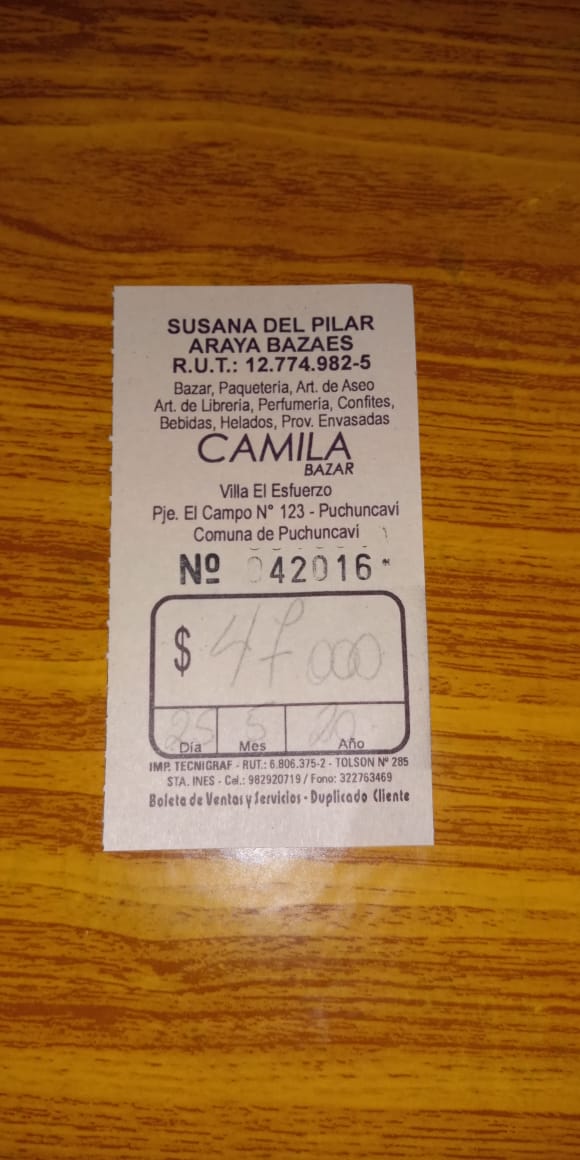 SUSANA DEL PILAR
ARAYA BAZAES
R.U.T.: 12.774.982-5
Bazar, Paquetería, Art. de Aseo
Art. de Librería, Perfumería, Confites,
Bebidas, Helados, Prov. Envasadas
CAMILA
BAZAR
Villa El Esfuerzo
Pje. El Campo N° 123 - Puchuncaví
Comuna de Puchuncaví
Nº 042016
$ 47000
25 5 20
Día Mes Año
IMP. TECNIGRAF - RUT.: 6.806.375-2 - TOLSON Nº 285
STA. INES - Cel.: 982920719 / Fono: 322763469
Boleta de Ventas y Servicios - Duplicado Cliente